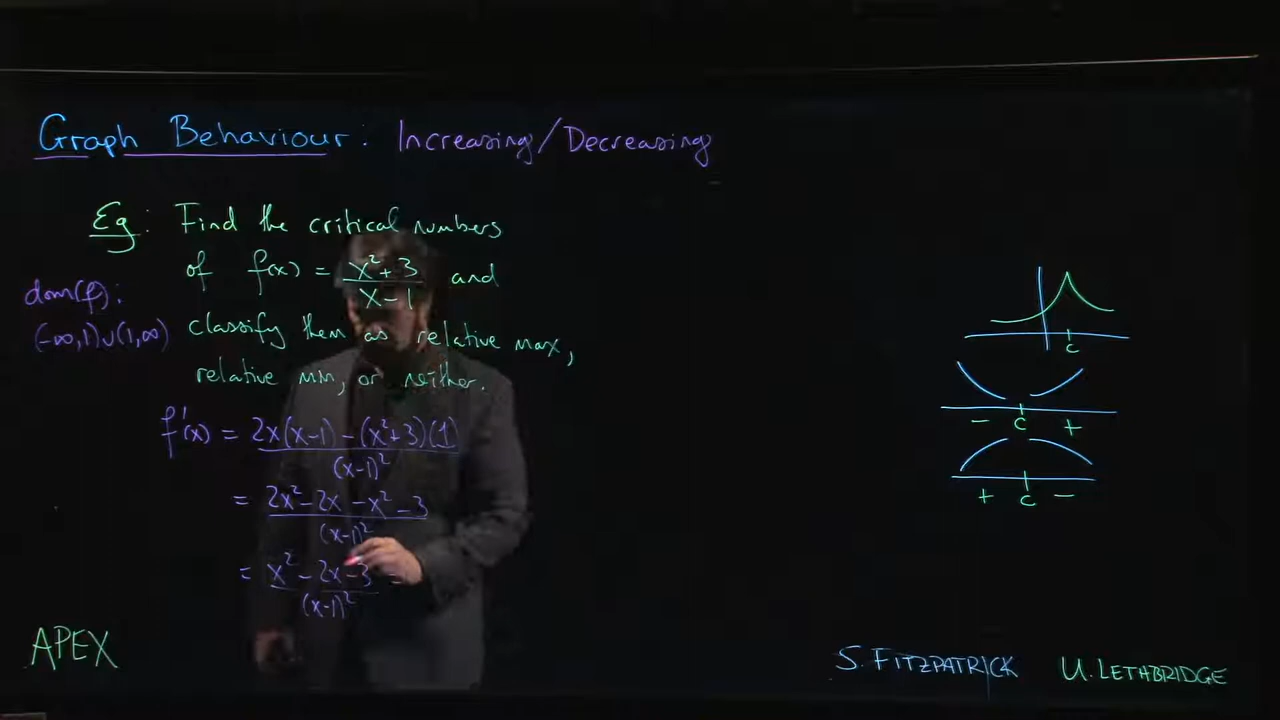 Graph Behaviour: Increasing/Decreasing
Eg: Find the critical numbers
of f(x) = (x² + 3)/(x - 1) and
dom(f):
(-∞,1)∪(1,∞)
classify them as relative max,
relative min, or neither.
f'(x) = (2x(x-1) - (x²+3)(1))/(x-1)²
= (2x² - 2x - x² - 3)/(x-1)²
= (x² - 2x - 3)/(x-1)² =
c
- c +
+ c -
APEX
S. FITZPATRICK U. LETHBRIDGE